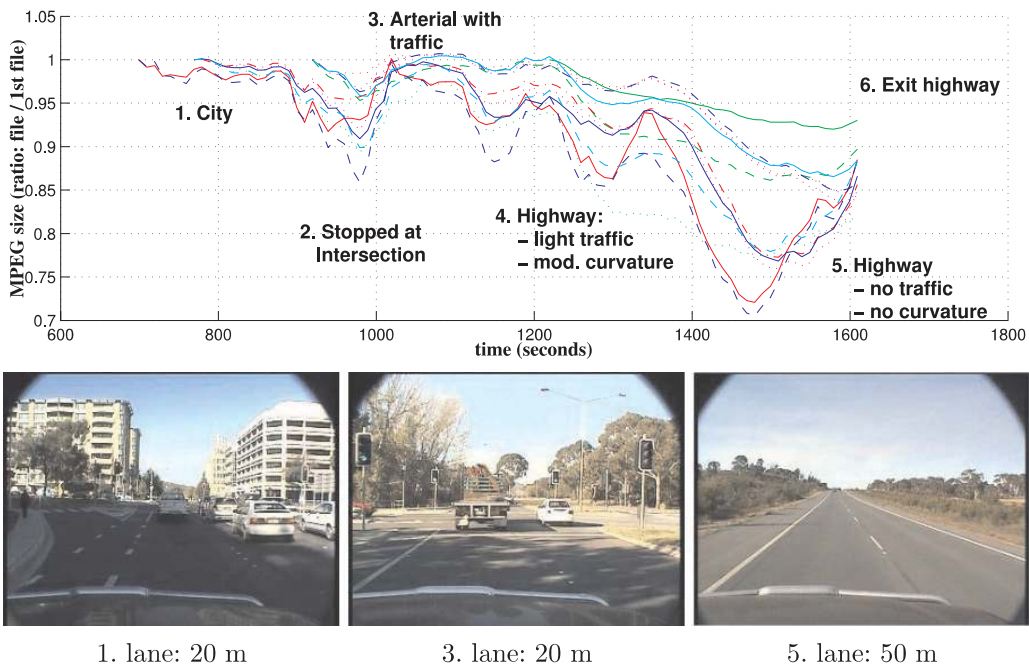 MPEG size (ratio: file / 1st file)
1.05
1
0.95
0.9
0.85
0.8
0.75
0.7
3. Arterial with
traffic
1. City
6. Exit highway
2. Stopped at
Intersection
4. Highway:
– light traffic
– mod. curvature
5. Highway
– no traffic
– no curvature
600
800
1000
1200
1400
1600
1800
time (seconds)
1. lane: 20 m
3. lane: 20 m
5. lane: 50 m